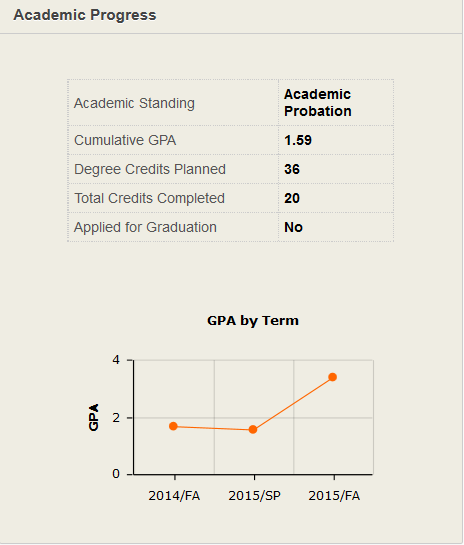 Academic Progress
Academic Standing Academic
Probation
Cumulative GPA 1.59
Degree Credits Planned 36
Total Credits Completed 20
Applied for Graduation No
GPA by Term
4
GPA
2
0
2014/FA 2015/SP 2015/FA